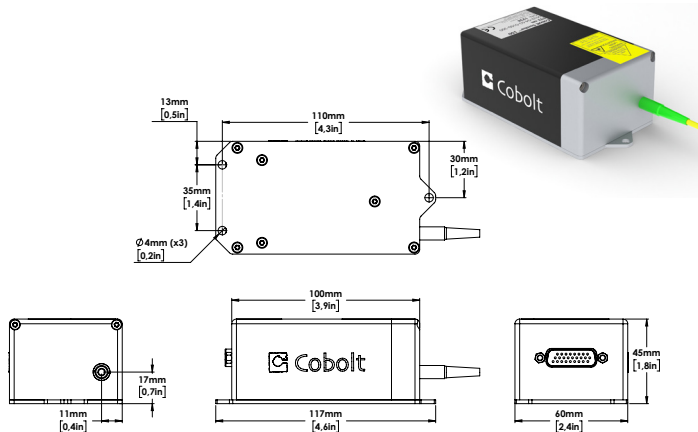 Cobolt
13mm
[0,5in]
110mm
[4,3in]
30mm
[1,2in]
35mm
[1,4in]
Ø4mm (x3)
[0,2in]
100mm
[3,9in]
Cobolt
17mm
[0,7in]
45mm
[1,8in]
11mm
[0,4in]
117mm
[4,6in]
60mm
[2,4in]